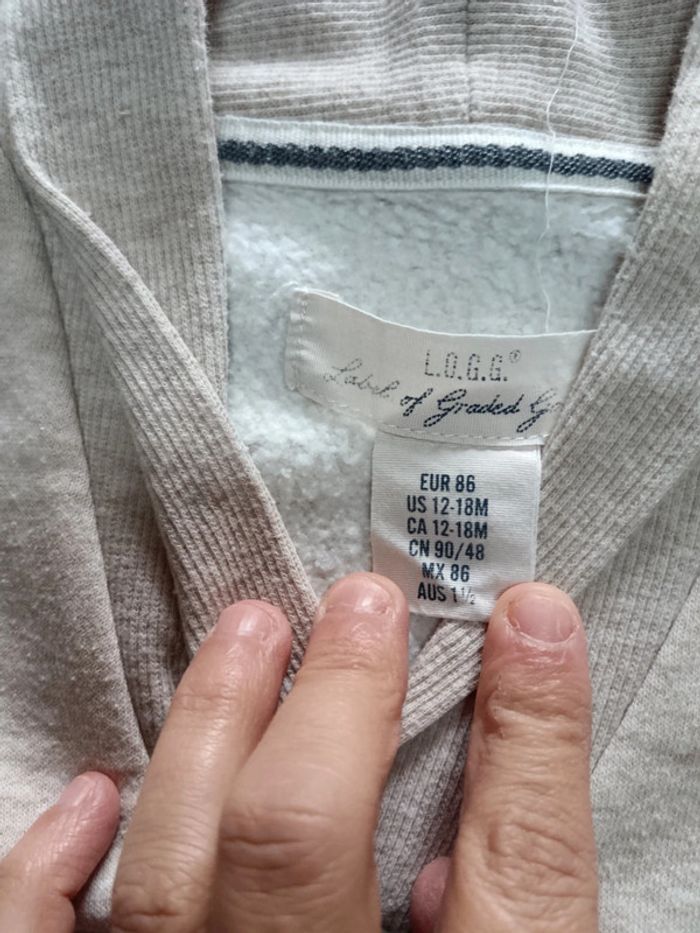 L.O.G.G.®
Label of Graded G
EUR 86
US 12-18M
CA 12-18M
CN 90/48
MX 86
AUS 1½